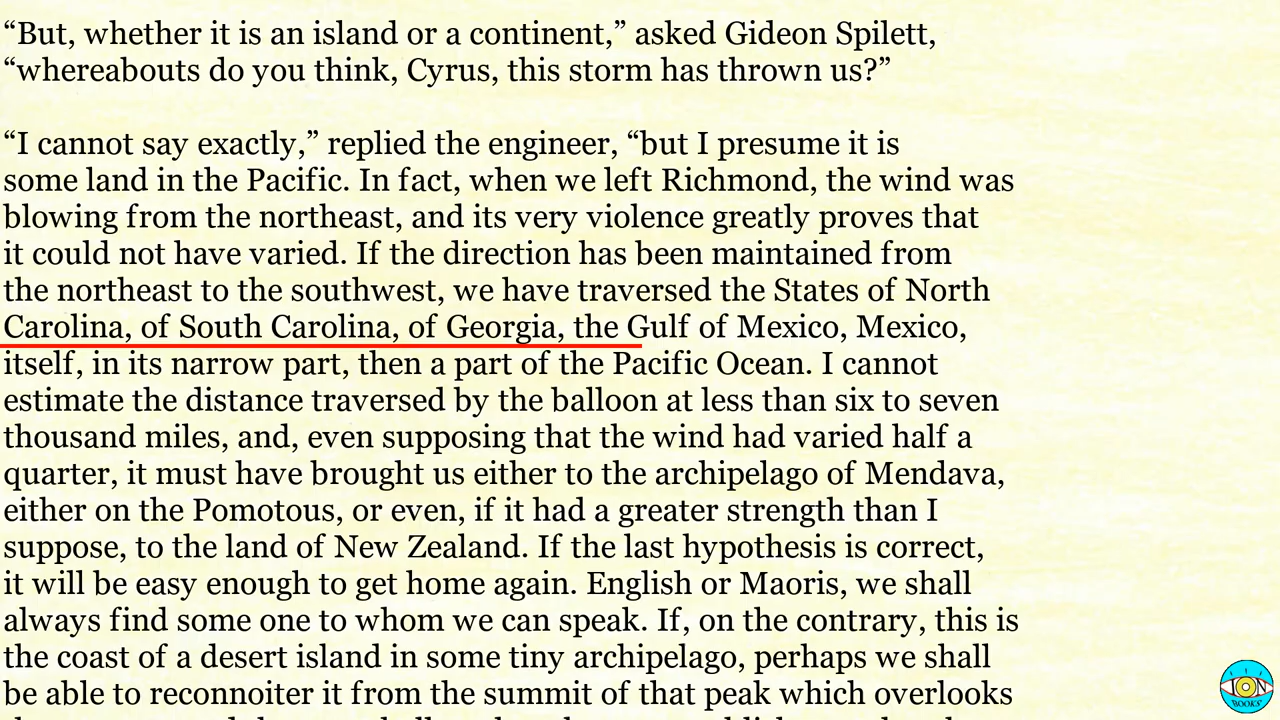 “But, whether it is an island or a continent,” asked Gideon Spilett,
“whereabouts do you think, Cyrus, this storm has thrown us?”
“I cannot say exactly,” replied the engineer, “but I presume it is
some land in the Pacific. In fact, when we left Richmond, the wind was
blowing from the northeast, and its very violence greatly proves that
it could not have varied. If the direction has been maintained from
the northeast to the southwest, we have traversed the States of North
Carolina, of South Carolina, of Georgia, the Gulf of Mexico, Mexico,
itself, in its narrow part, then a part of the Pacific Ocean. I cannot
estimate the distance traversed by the balloon at less than six to seven
thousand miles, and, even supposing that the wind had varied half a
quarter, it must have brought us either to the archipelago of Mendava,
either on the Pomotous, or even, if it had a greater strength than I
suppose, to the land of New Zealand. If the last hypothesis is correct,
it will be easy enough to get home again. English or Maoris, we shall
always find some one to whom we can speak. If, on the contrary, this is
the coast of a desert island in some tiny archipelago, perhaps we shall
be able to reconnoiter it from the summit of that peak which overlooks
ION
BOOKS